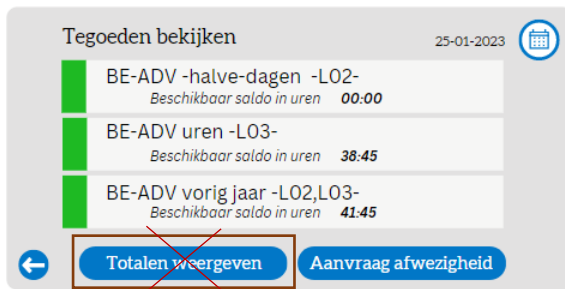 Tegoeden bekijken 25-01-2023
BE-ADV -halve-dagen -L02-
Beschikbaar saldo in uren 00:00
BE-ADV uren -L03-
Beschikbaar saldo in uren 38:45
BE-ADV vorig jaar -L02,L03-
Beschikbaar saldo in uren 41:45
Totalen weergeven Aanvraag afwezigheid